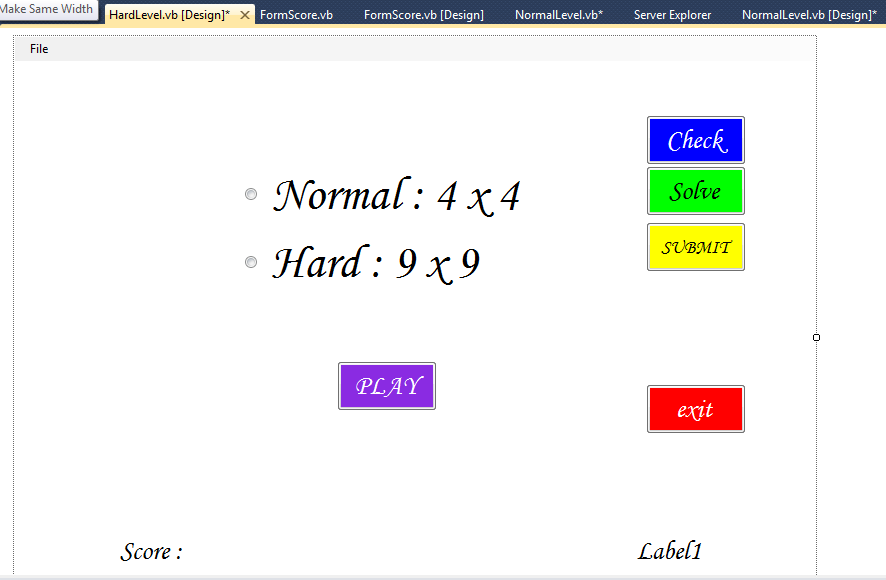 Make Same Width
HardLevel.vb [Design]* FormScore.vb FormScore.vb [Design] NormalLevel.vb* Server Explorer NormalLevel.vb [Design]*
File
Check
Normal : 4 x 4
Solve
SUBMIT
Hard : 9 x 9
PLAY
exit
Score :
Label1